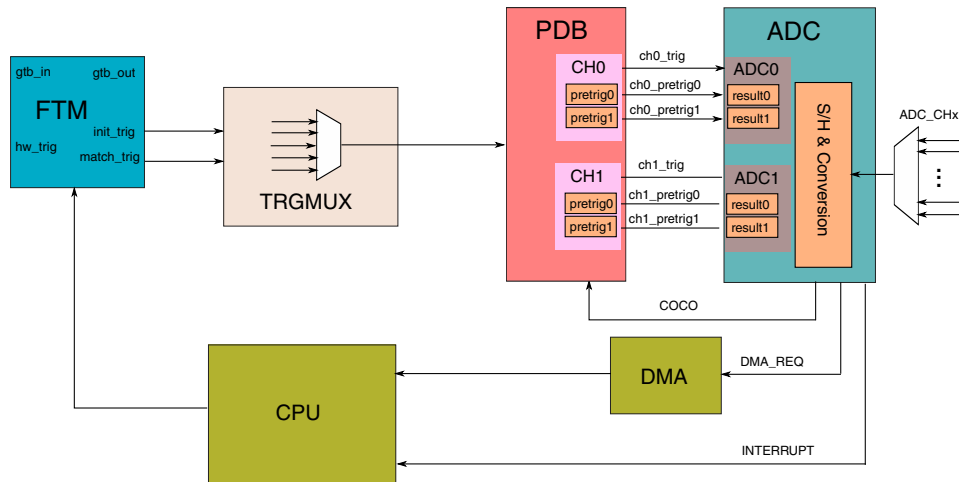 gtb_in
gtb_out
FTM
init_trig
hw_trig
match_trig
TRGMUX
PDB
CH0
pretrig0
pretrig1
CH1
pretrig0
pretrig1
ch0_trig
ch0_pretrig0
ch0_pretrig1
ch1_trig
ch1_pretrig0
ch1_pretrig1
ADC
ADC0
result0
result1
ADC1
result0
result1
S/H & Conversion
ADC_CHx
COCO
DMA_REQ
DMA
CPU
INTERRUPT